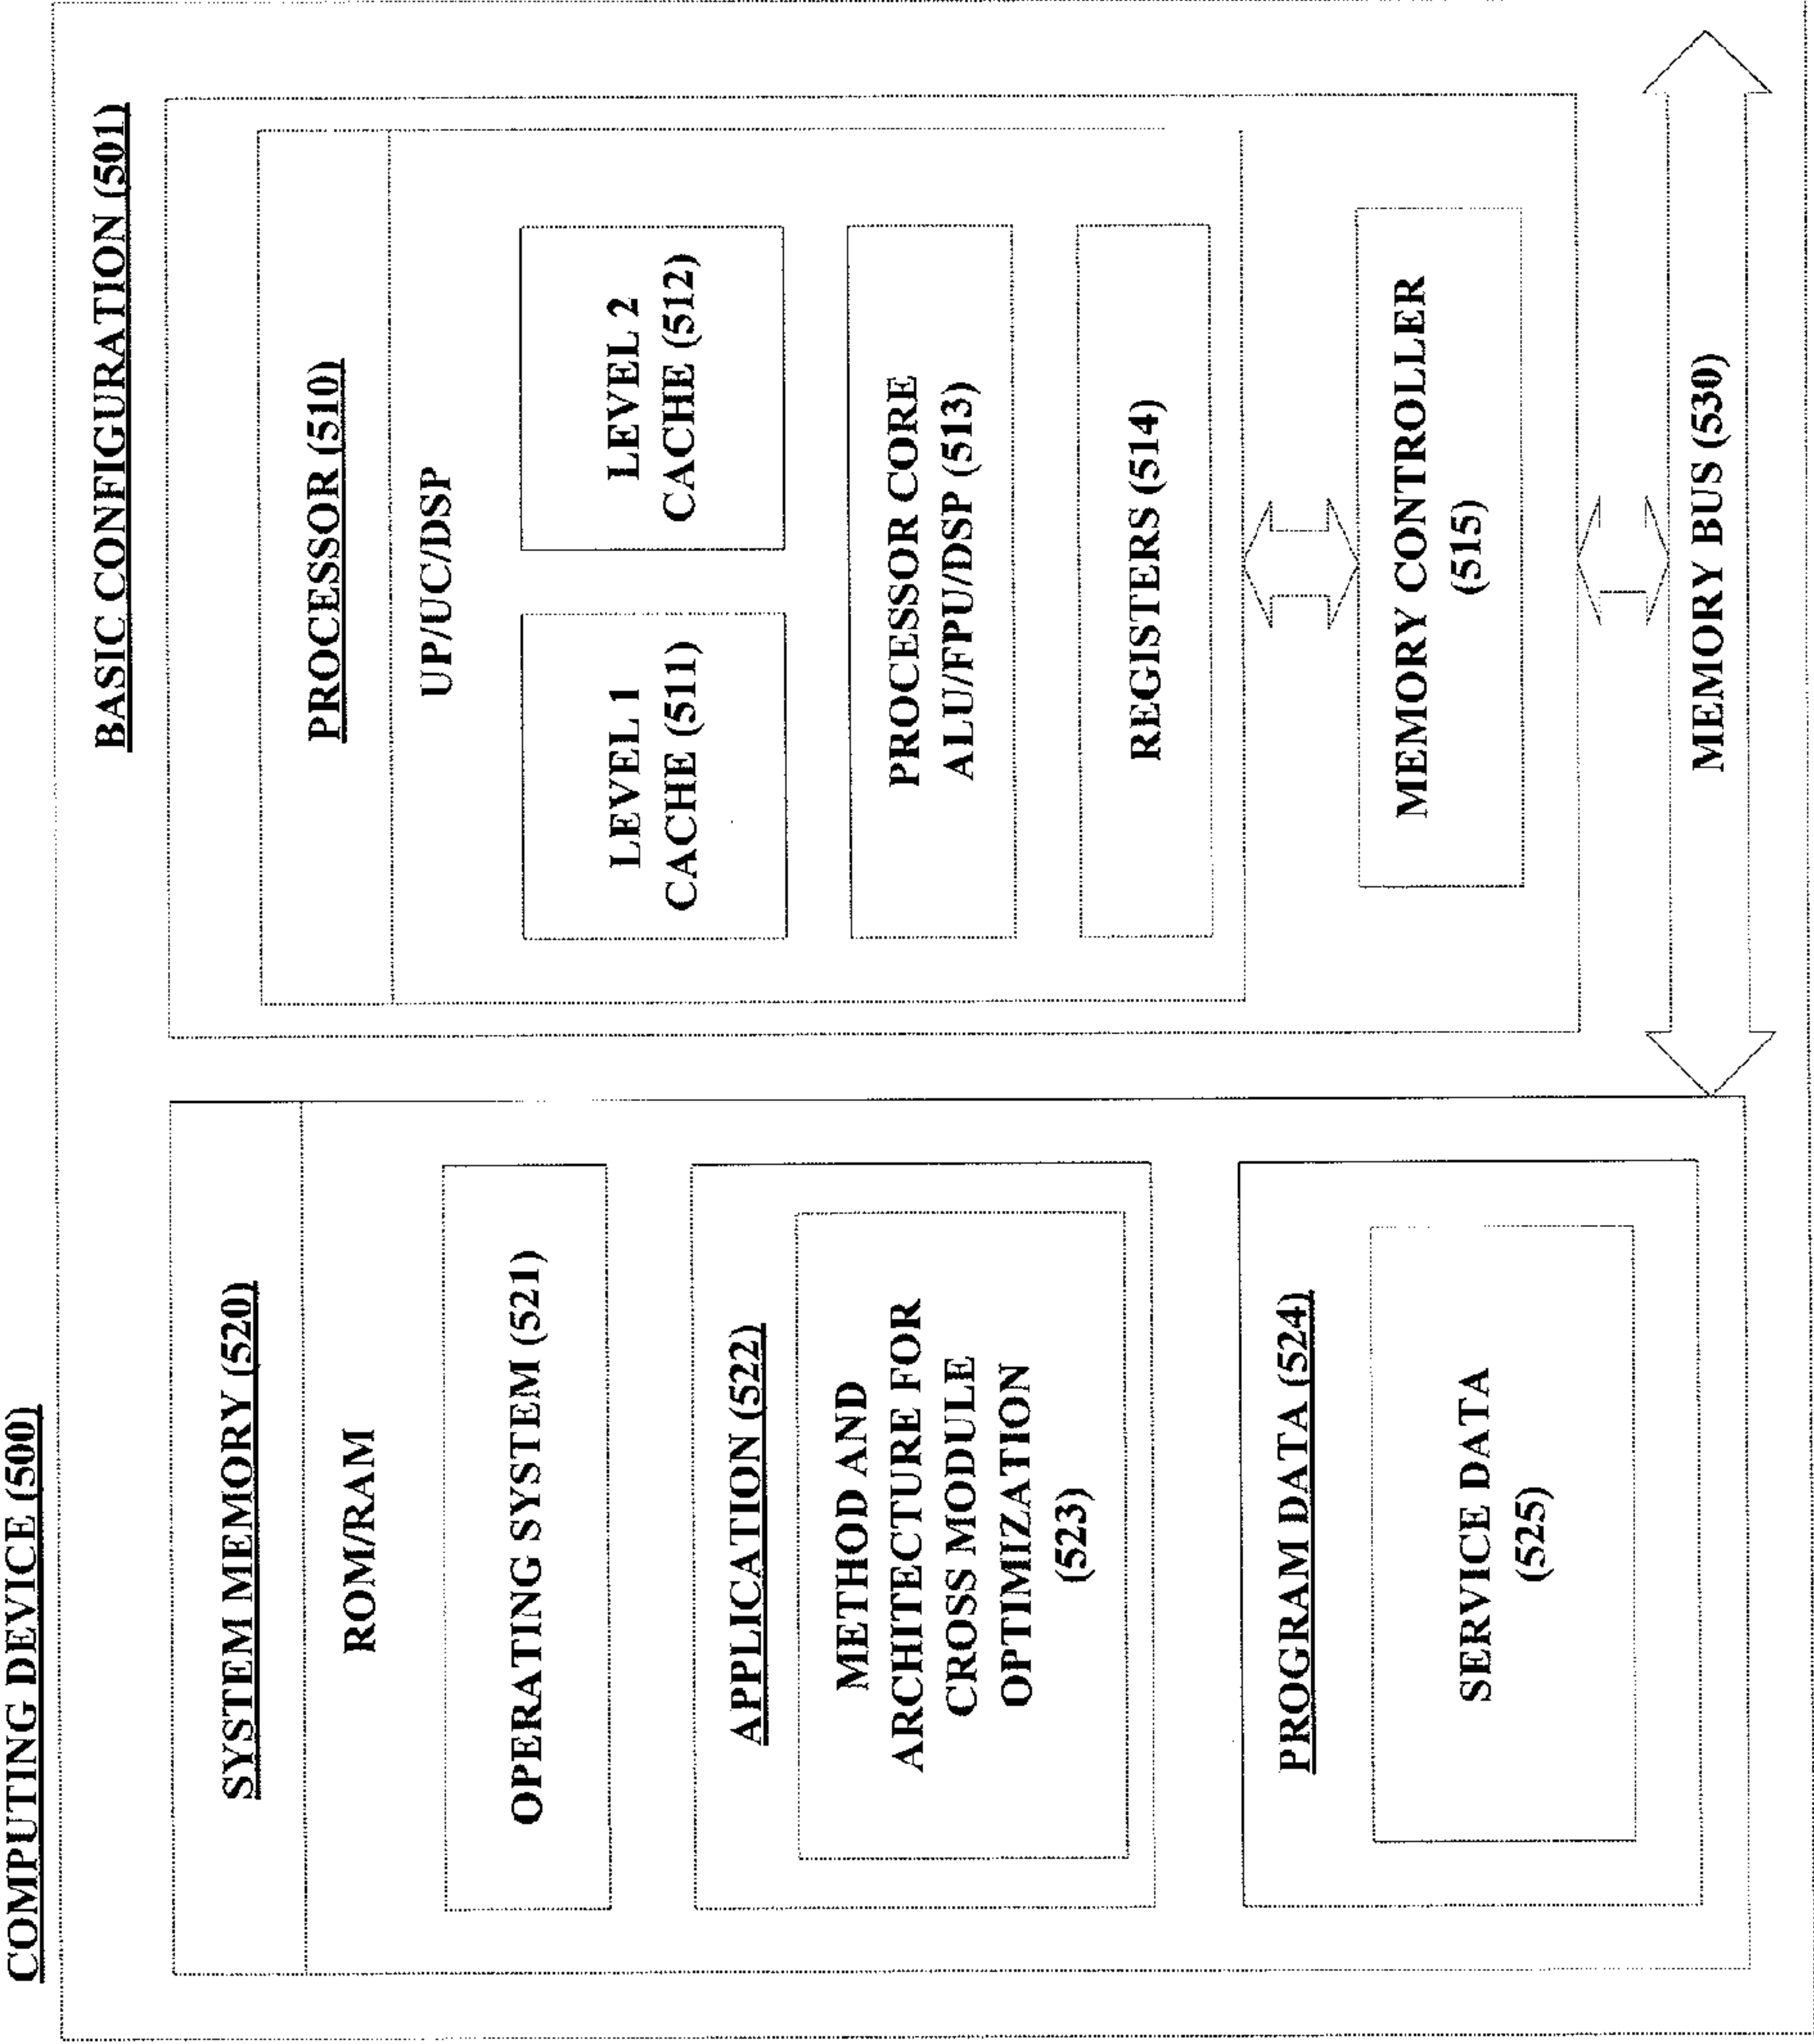 COMPUTING DEVICE (500)
BASIC CONFIGURATION (501)
SYSTEM MEMORY (520)
ROM/RAM
OPERATING SYSTEM (521)
APPLICATION (522)
METHOD AND
ARCHITECTURE FOR
CROSS MODULE
OPTIMIZATION
(523)
PROGRAM DATA (524)
SERVICE DATA
(525)
PROCESSOR (510)
UP/UC/DSP
LEVEL 1
CACHE (511)
LEVEL 2
CACHE (512)
PROCESSOR CORE
ALU/FPU/DSP (513)
REGISTERS (514)
MEMORY CONTROLLER
(515)
MEMORY BUS (530)